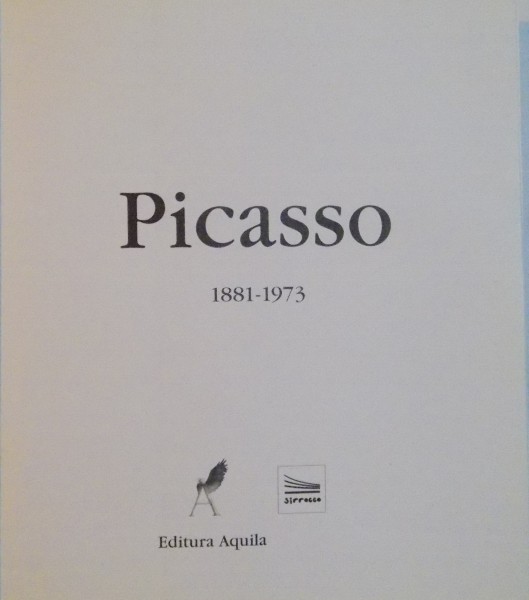 Picasso
1881-1973
A
sirrocco
Editura Aquila